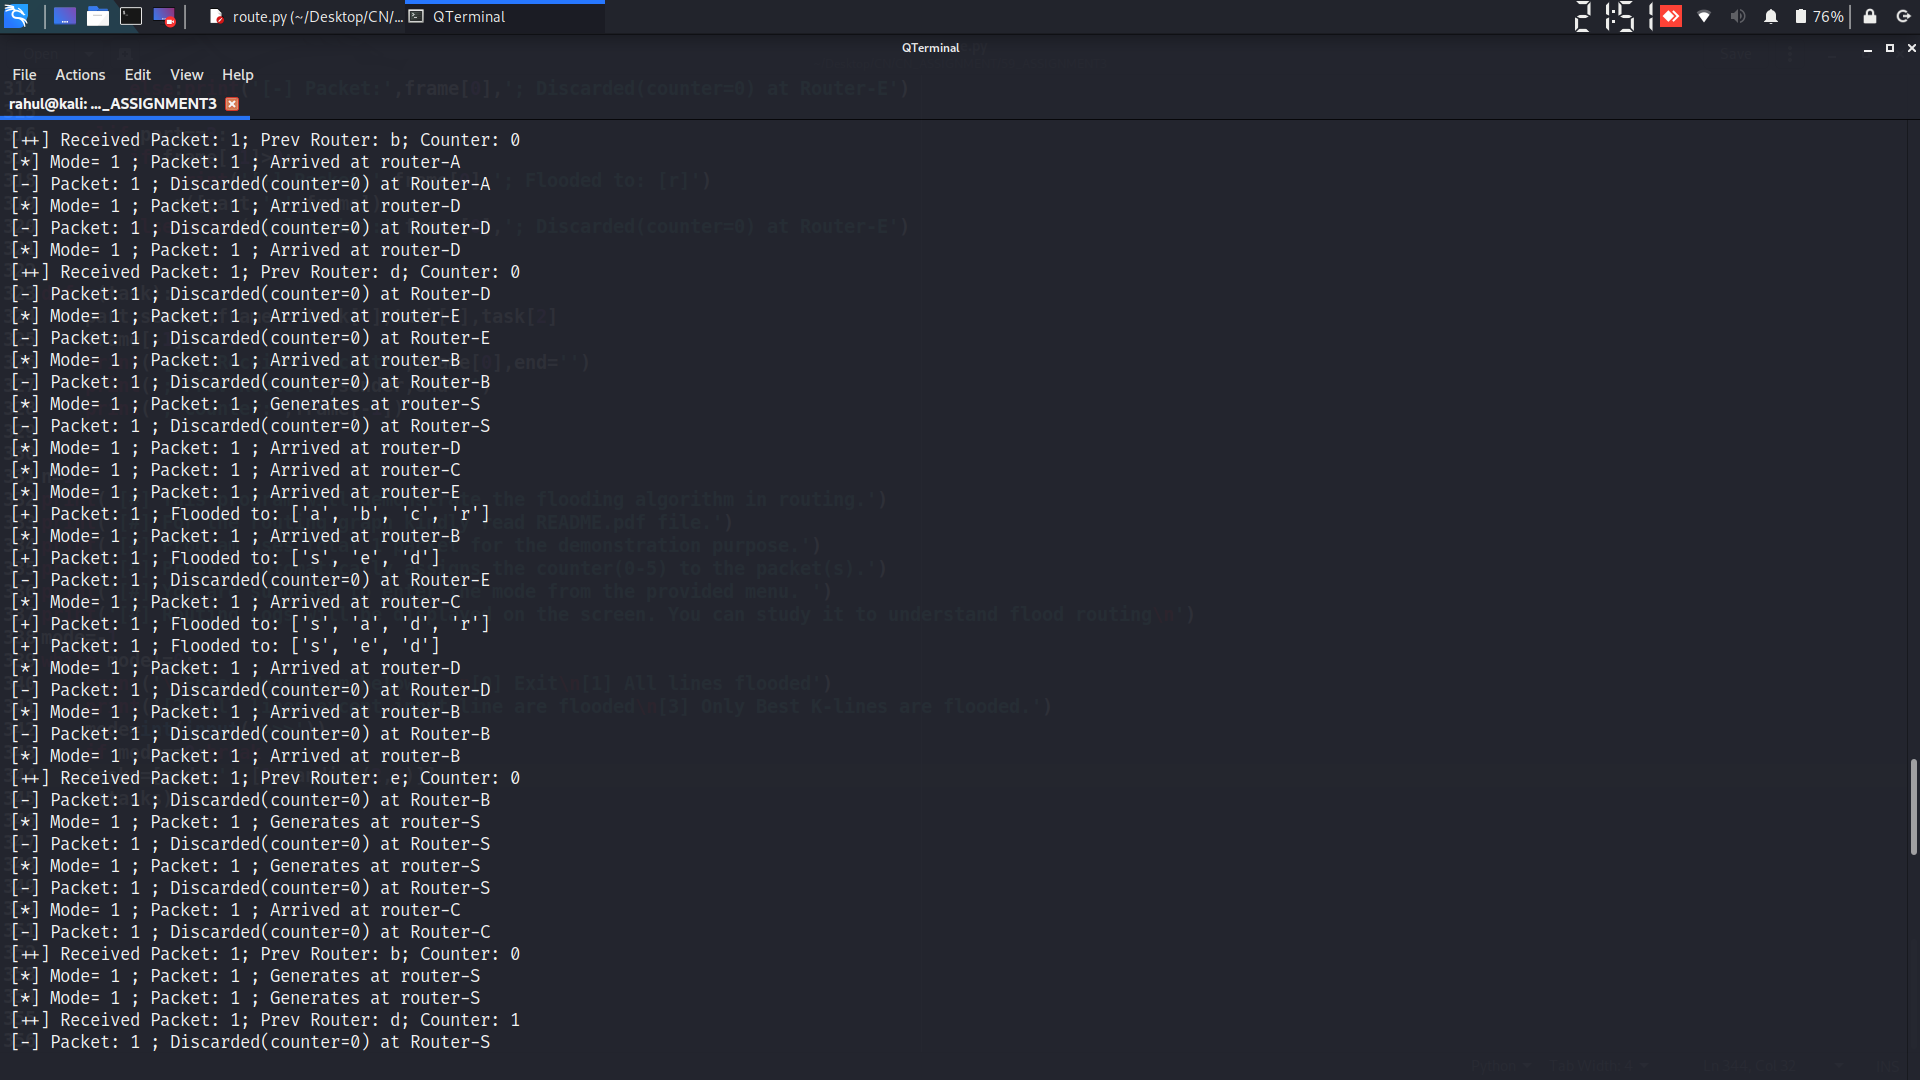 route.py (~/Desktop/CN/...
QTerminal
21:51
76%
QTerminal
File Actions Edit View Help
rahul@kali: ..._ASSIGNMENT3
[++] Received Packet: 1; Prev Router: b; Counter: 0
[*] Mode= 1 ; Packet: 1 ; Arrived at router-A
[-] Packet: 1 ; Discarded(counter=0) at Router-A
[*] Mode= 1 ; Packet: 1 ; Arrived at router-D
[-] Packet: 1 ; Discarded(counter=0) at Router-D
[*] Mode= 1 ; Packet: 1 ; Arrived at router-D
[++] Received Packet: 1; Prev Router: d; Counter: 0
[-] Packet: 1 ; Discarded(counter=0) at Router-D
[*] Mode= 1 ; Packet: 1 ; Arrived at router-E
[-] Packet: 1 ; Discarded(counter=0) at Router-E
[*] Mode= 1 ; Packet: 1 ; Arrived at router-B
[-] Packet: 1 ; Discarded(counter=0) at Router-B
[*] Mode= 1 ; Packet: 1 ; Generates at router-S
[-] Packet: 1 ; Discarded(counter=0) at Router-S
[*] Mode= 1 ; Packet: 1 ; Arrived at router-D
[*] Mode= 1 ; Packet: 1 ; Arrived at router-C
[*] Mode= 1 ; Packet: 1 ; Arrived at router-E
[+] Packet: 1 ; Flooded to: ['a', 'b', 'c', 'r']
[*] Mode= 1 ; Packet: 1 ; Arrived at router-B
[+] Packet: 1 ; Flooded to: ['s', 'e', 'd']
[-] Packet: 1 ; Discarded(counter=0) at Router-E
[*] Mode= 1 ; Packet: 1 ; Arrived at router-C
[+] Packet: 1 ; Flooded to: ['s', 'a', 'd', 'r']
[+] Packet: 1 ; Flooded to: ['s', 'e', 'd']
[*] Mode= 1 ; Packet: 1 ; Arrived at router-D
[-] Packet: 1 ; Discarded(counter=0) at Router-D
[*] Mode= 1 ; Packet: 1 ; Arrived at router-B
[-] Packet: 1 ; Discarded(counter=0) at Router-B
[*] Mode= 1 ; Packet: 1 ; Arrived at router-B
[++] Received Packet: 1; Prev Router: e; Counter: 0
[-] Packet: 1 ; Discarded(counter=0) at Router-B
[*] Mode= 1 ; Packet: 1 ; Generates at router-S
[-] Packet: 1 ; Discarded(counter=0) at Router-S
[*] Mode= 1 ; Packet: 1 ; Generates at router-S
[-] Packet: 1 ; Discarded(counter=0) at Router-S
[*] Mode= 1 ; Packet: 1 ; Arrived at router-C
[-] Packet: 1 ; Discarded(counter=0) at Router-C
[++] Received Packet: 1; Prev Router: b; Counter: 0
[*] Mode= 1 ; Packet: 1 ; Generates at router-S
[*] Mode= 1 ; Packet: 1 ; Generates at router-S
[++] Received Packet: 1; Prev Router: d; Counter: 1
[-] Packet: 1 ; Discarded(counter=0) at Router-S